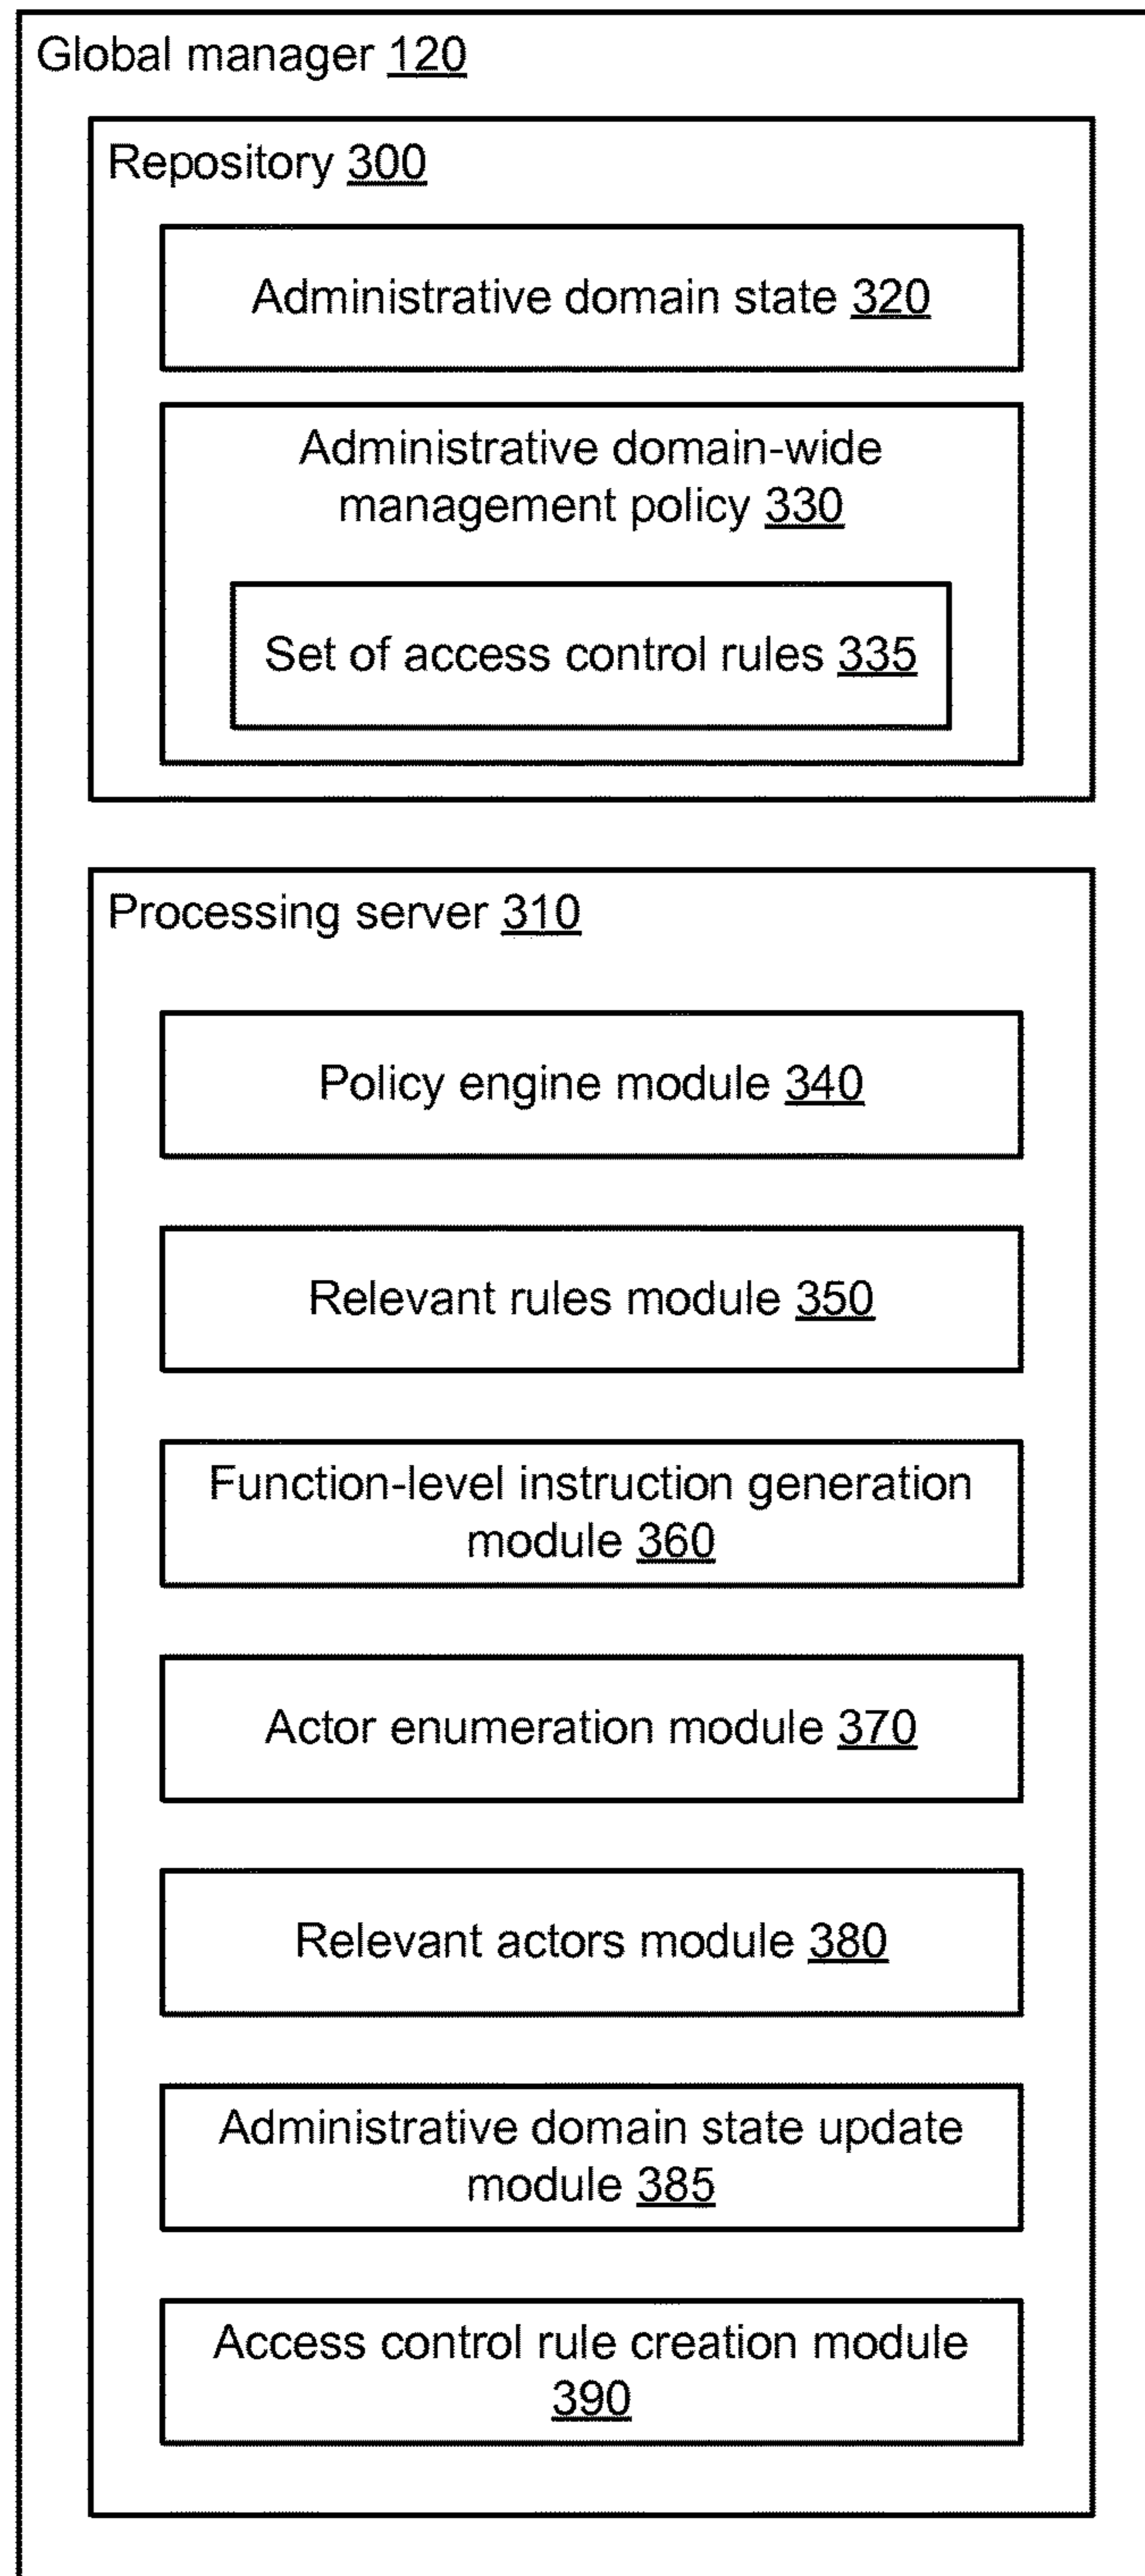 Global manager 120
Repository 300
Administrative domain state 320
Administrative domain-wide
management policy 330
Set of access control rules 335
Processing server 310
Policy engine module 340
Relevant rules module 350
Function-level instruction generation
module 360
Actor enumeration module 370
Relevant actors module 380
Administrative domain state update
module 385
Access control rule creation module
390